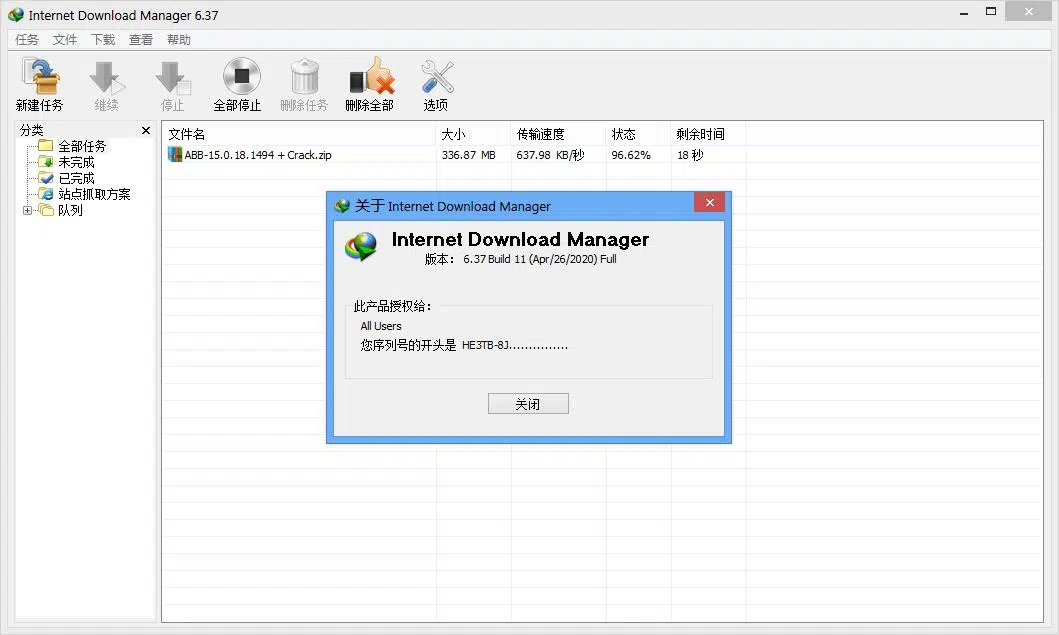 Internet Download Manager 6.37
任务 文件 下载 查看 帮助
新建任务 继续 停止 全部停止 删除任务 删除全部 选项
分类
全部任务
未完成
已完成
站点抓取方案
队列
文件名 大小 传输速度 状态 剩余时间
ABB-15.0.18.1494 + Crack.zip 336.87 MB 637.98 KB/秒 96.62% 18 秒
关于 Internet Download Manager
Internet Download Manager
版本: 6.37 Build 11 (Apr/26/2020) Full
此产品授权给:
All Users
您序列号的开头是 HE3TB-8J...............
关闭